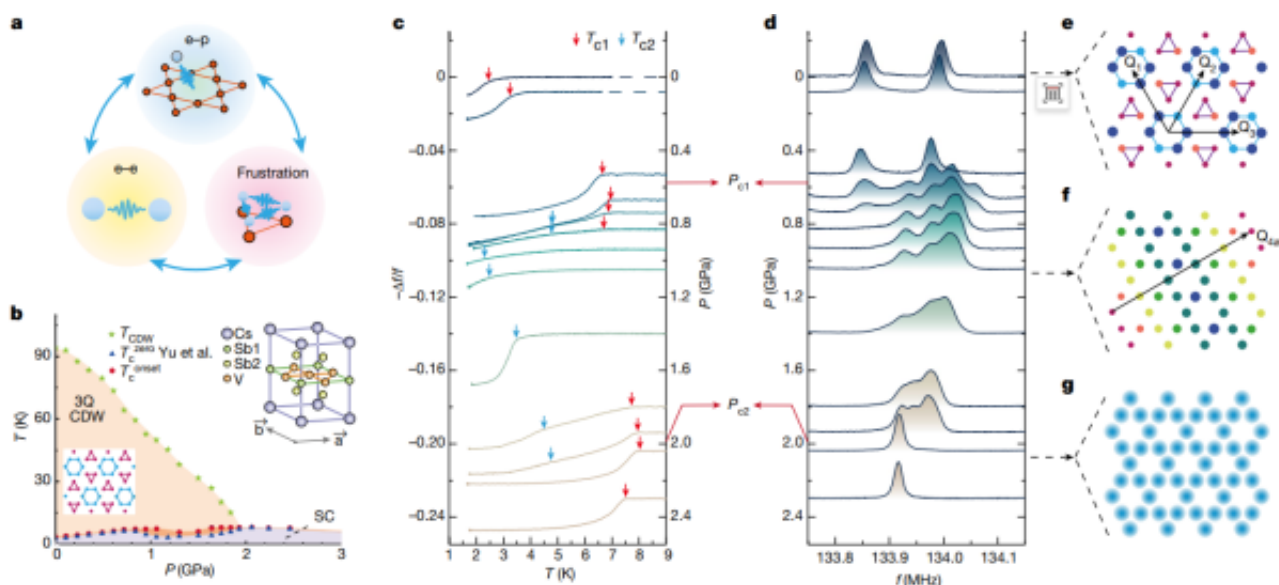 a
e–p
e–e
Frustration
b
T_CDW
T_c^zero Yu et al.
T_c^onset
Cs
Sb1
Sb2
V
b
a
3Q
CDW
SC
T (K)
90
60
30
0
0
1
2
3
P (GPa)
c
T_c1
T_c2
−Δf/f
0
−0.04
−0.08
−0.12
−0.16
−0.20
−0.24
1
2
3
4
5
6
7
8
9
T (K)
0
0.4
0.8
1.2
1.6
2.0
2.4
P (GPa)
P_c1
P_c2
d
P (GPa)
0
0.4
0.8
1.2
1.6
2.0
2.4
133.8
133.9
134.0
134.1
f (MHz)
e
Q_1
Q_2
Q_3
f
g